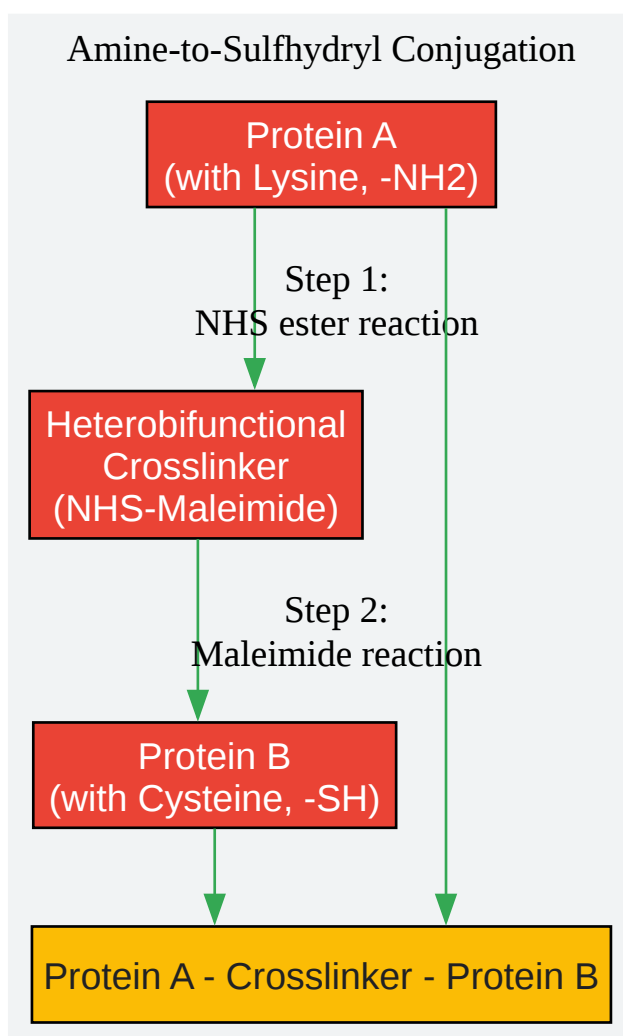 Amine-to-Sulfhydryl Conjugation
Protein A
(with Lysine, -NH2)
Step 1:
NHS ester reaction
Heterobifunctional
Crosslinker
(NHS-Maleimide)
Step 2:
Maleimide reaction
Protein B
(with Cysteine, -SH)
Protein A - Crosslinker - Protein B